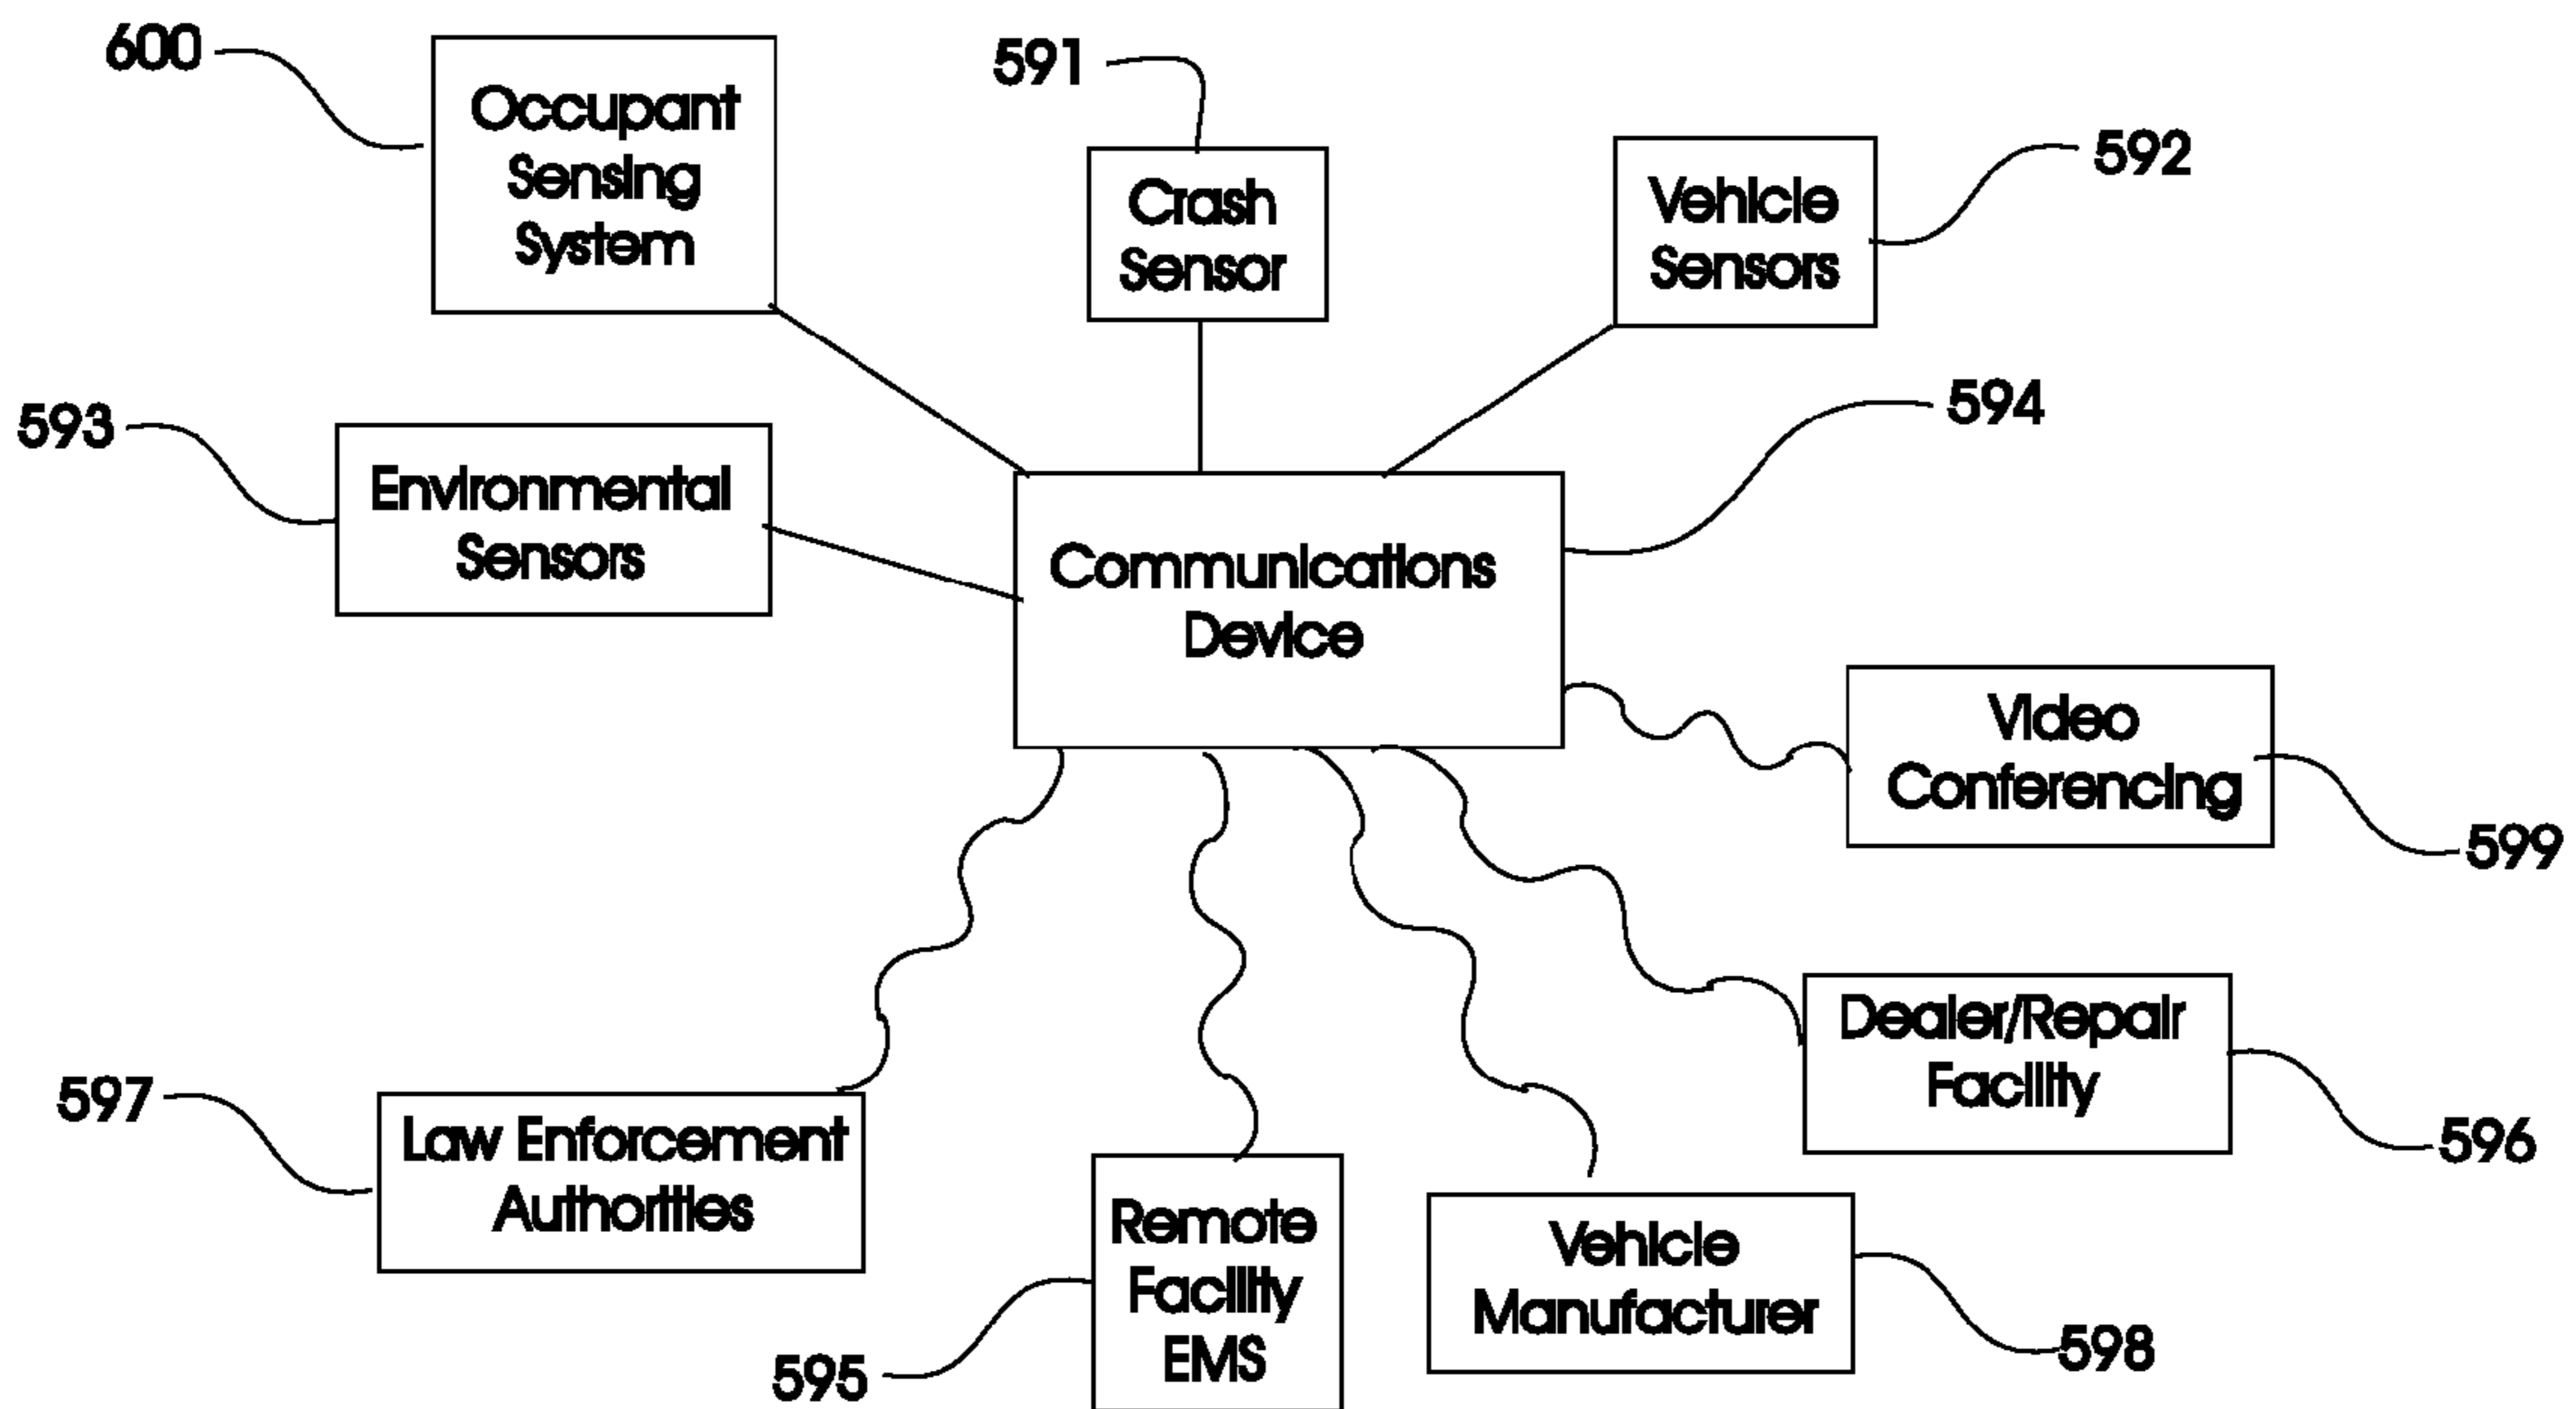 600
Occupant
Sensing
System
591
Crash
Sensor
Vehicle
Sensors
592
593
Environmental
Sensors
594
Communications
Device
Video
Conferencing
599
Dealer/Repair
Facility
596
597
Law Enforcement
Authorities
Remote
Facility
EMS
595
Vehicle
Manufacturer
598